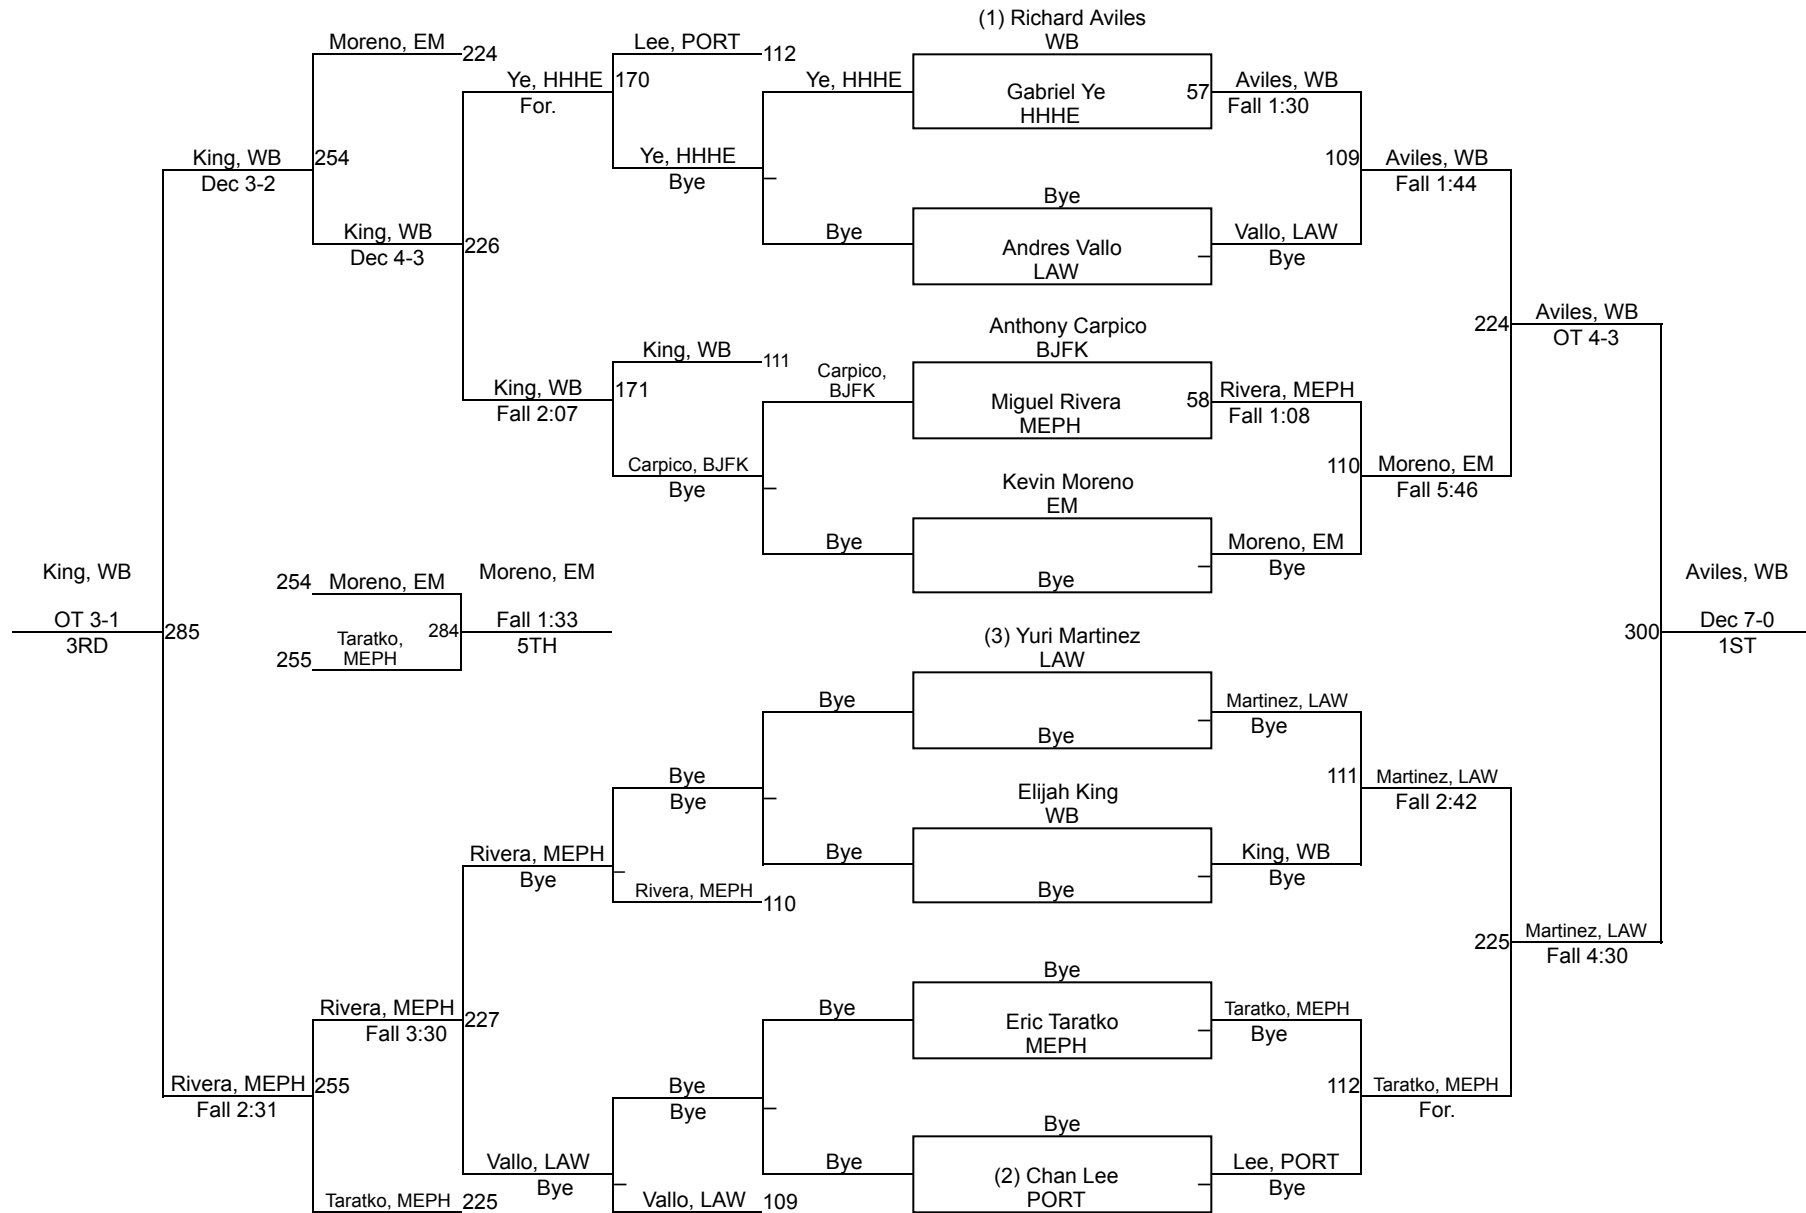 (1) Richard Aviles
WB
Gabriel Ye
HHHE
57
Aviles, WB
Fall 1:30
Bye
Andres Vallo
LAW
Vallo, LAW
Bye
109
Aviles, WB
Fall 1:44
Anthony Carpico
BJFK
Miguel Rivera
MEPH
58
Rivera, MEPH
Fall 1:08
Kevin Moreno
EM
Bye
Moreno, EM
Bye
110
Moreno, EM
Fall 5:46
224
Aviles, WB
OT 4-3
(3) Yuri Martinez
LAW
Bye
Martinez, LAW
Bye
Elijah King
WB
Bye
King, WB
Bye
111
Martinez, LAW
Fall 2:42
Bye
Eric Taratko
MEPH
Taratko, MEPH
Bye
Bye
(2) Chan Lee
PORT
Lee, PORT
Bye
112
Taratko, MEPH
For.
225
Martinez, LAW
Fall 4:30
300
Aviles, WB
Dec 7-0
1ST
Ye, HHHE
Bye
Lee, PORT
112
Ye, HHHE
Bye
Ye, HHHE
For.
170
Carpico,
BJFK
Bye
King, WB
111
Carpico, BJFK
Bye
King, WB
Fall 2:07
171
Moreno, EM
224
King, WB
Dec 4-3
226
King, WB
Dec 3-2
254
254
Moreno, EM
255
Taratko,
MEPH
284
Moreno, EM
Fall 1:33
5TH
Bye
Bye
Bye
Bye
Rivera, MEPH
110
Rivera, MEPH
Bye
Bye
Bye
Bye
Bye
Vallo, LAW
109
Vallo, LAW
Bye
Rivera, MEPH
Fall 3:30
227
Taratko, MEPH
225
Rivera, MEPH
Fall 2:31
255
King, WB
OT 3-1
3RD
285